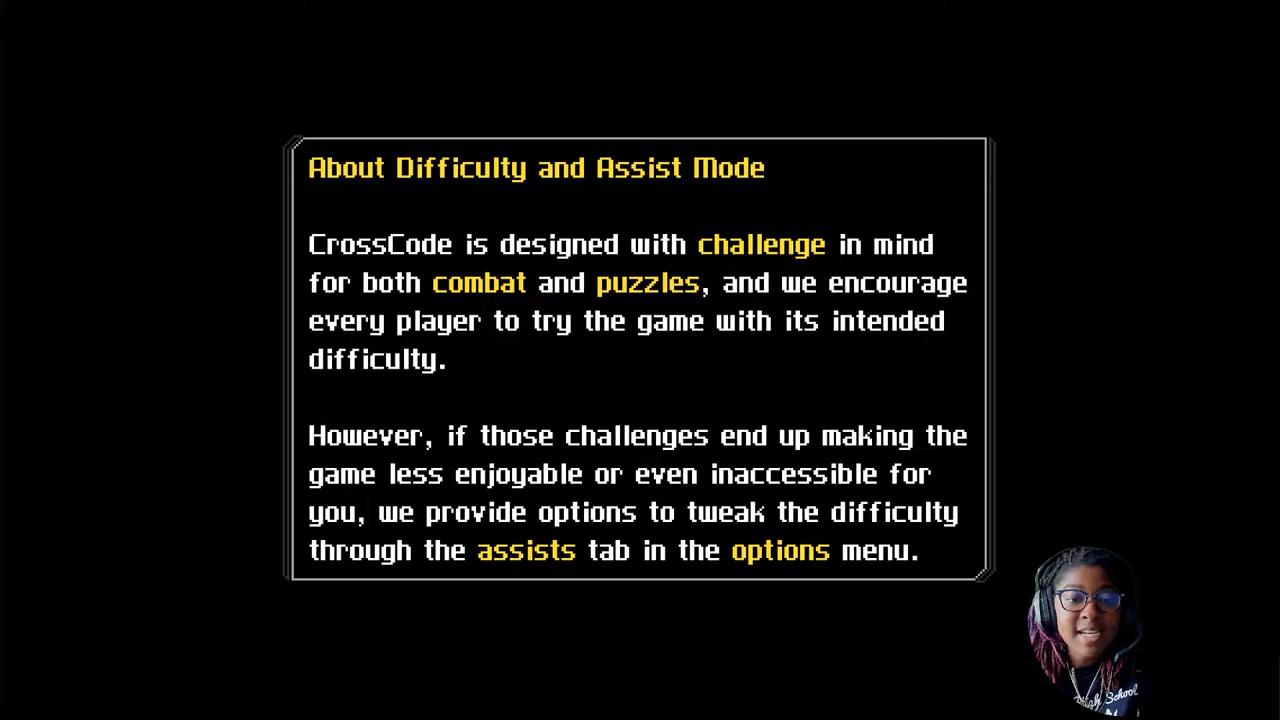 About Difficulty and Assist Mode
CrossCode is designed with challenge in mind
for both combat and puzzles, and we encourage
every player to try the game with its intended
difficulty.
However, if those challenges end up making the
game less enjoyable or even inaccessible for
you, we provide options to tweak the difficulty
through the assists tab in the options menu.
School